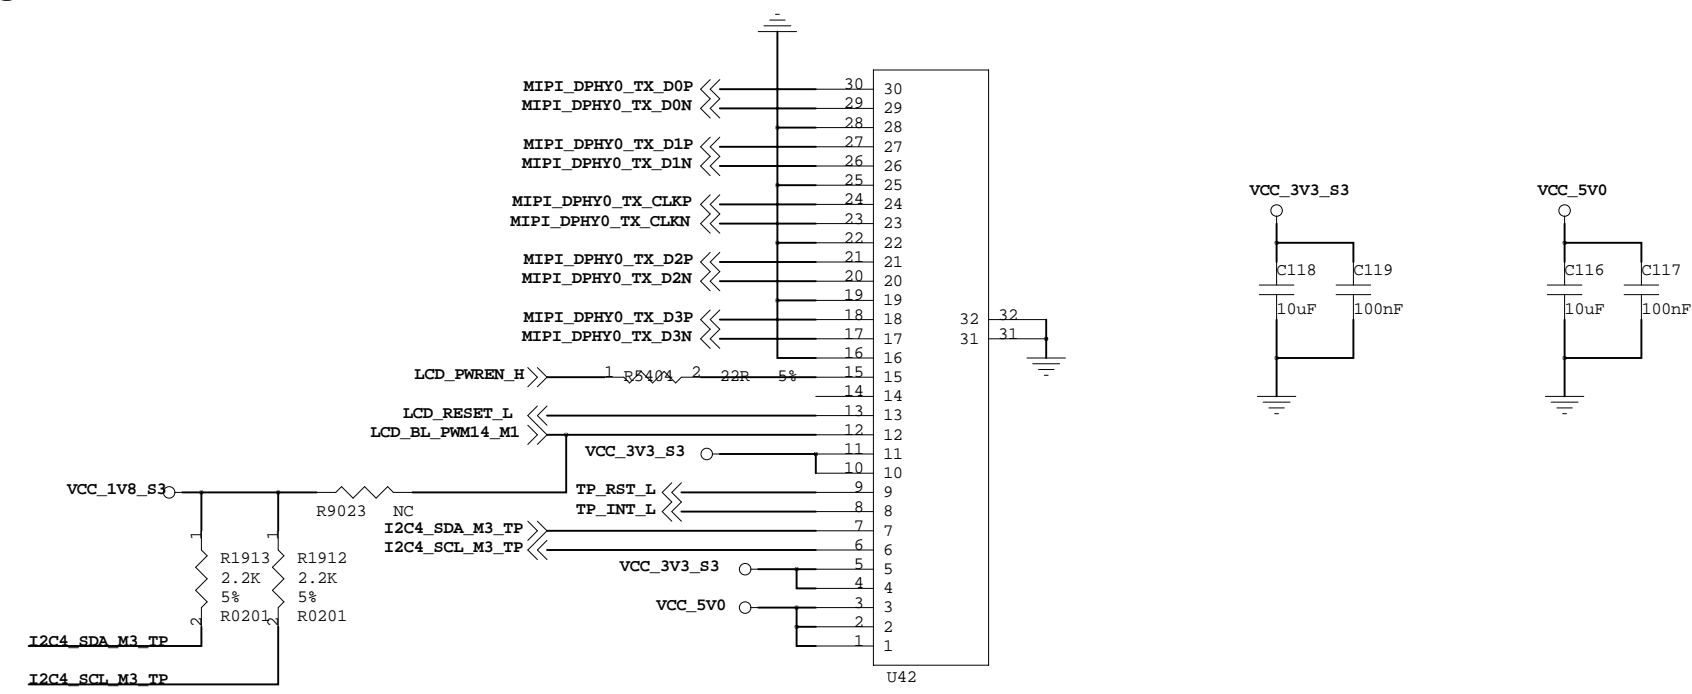 MIPI_DPHY0_TX_D0P 30 30
MIPI_DPHY0_TX_D0N 29 29
28 28
MIPI_DPHY0_TX_D1P 27 27
MIPI_DPHY0_TX_D1N 26 26
25 25
MIPI_DPHY0_TX_CLKP 24 24
MIPI_DPHY0_TX_CLKN 23 23
22 22
MIPI_DPHY0_TX_D2P 21 21
MIPI_DPHY0_TX_D2N 20 20
19 19
MIPI_DPHY0_TX_D3P 18 18 32 32
MIPI_DPHY0_TX_D3N 17 17 31 31
16 16
LCD_PWREN_H 1 R5404 2 22R 5% 15 15
14 14
LCD_RESET_L 13 13
LCD_BL_PWM14_M1 12 12
VCC_3V3_S3 11 11
10 10
VCC_1V8_S3 TP_RST_L 9 9
R9023 NC TP_INT_L 8 8
I2C4_SDA_M3_TP 7 7
I2C4_SCL_M3_TP 6 6
VCC_3V3_S3 5 5
4 4
VCC_5V0 3 3
2 2
1 1
U42
1 1
R1913 R1912
2.2K 2.2K
5% 5%
R0201 R0201
2 2
I2C4_SDA_M3_TP
I2C4_SCL_M3_TP
VCC_3V3_S3 VCC_5V0
C118 C119 C116 C117
10uF 100nF 10uF 100nF